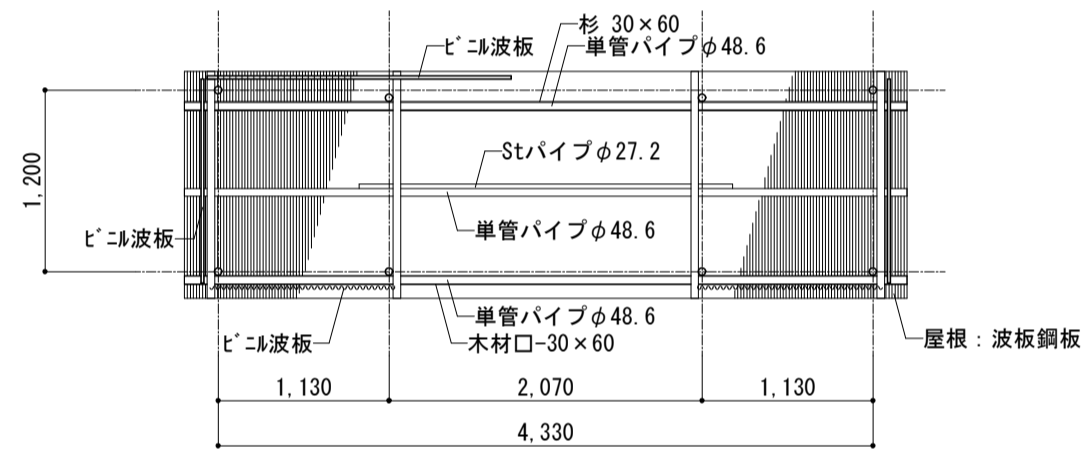 杉 30×60
ﾋﾞﾆﾙ波板
単管パイプφ48.6
Stパイプφ27.2
1,200
単管パイプφ48.6
ﾋﾞﾆﾙ波板
単管パイプφ48.6
ﾋﾞﾆﾙ波板
木材口-30×60
屋根：波板鋼板
1,130
2,070
1,130
4,330